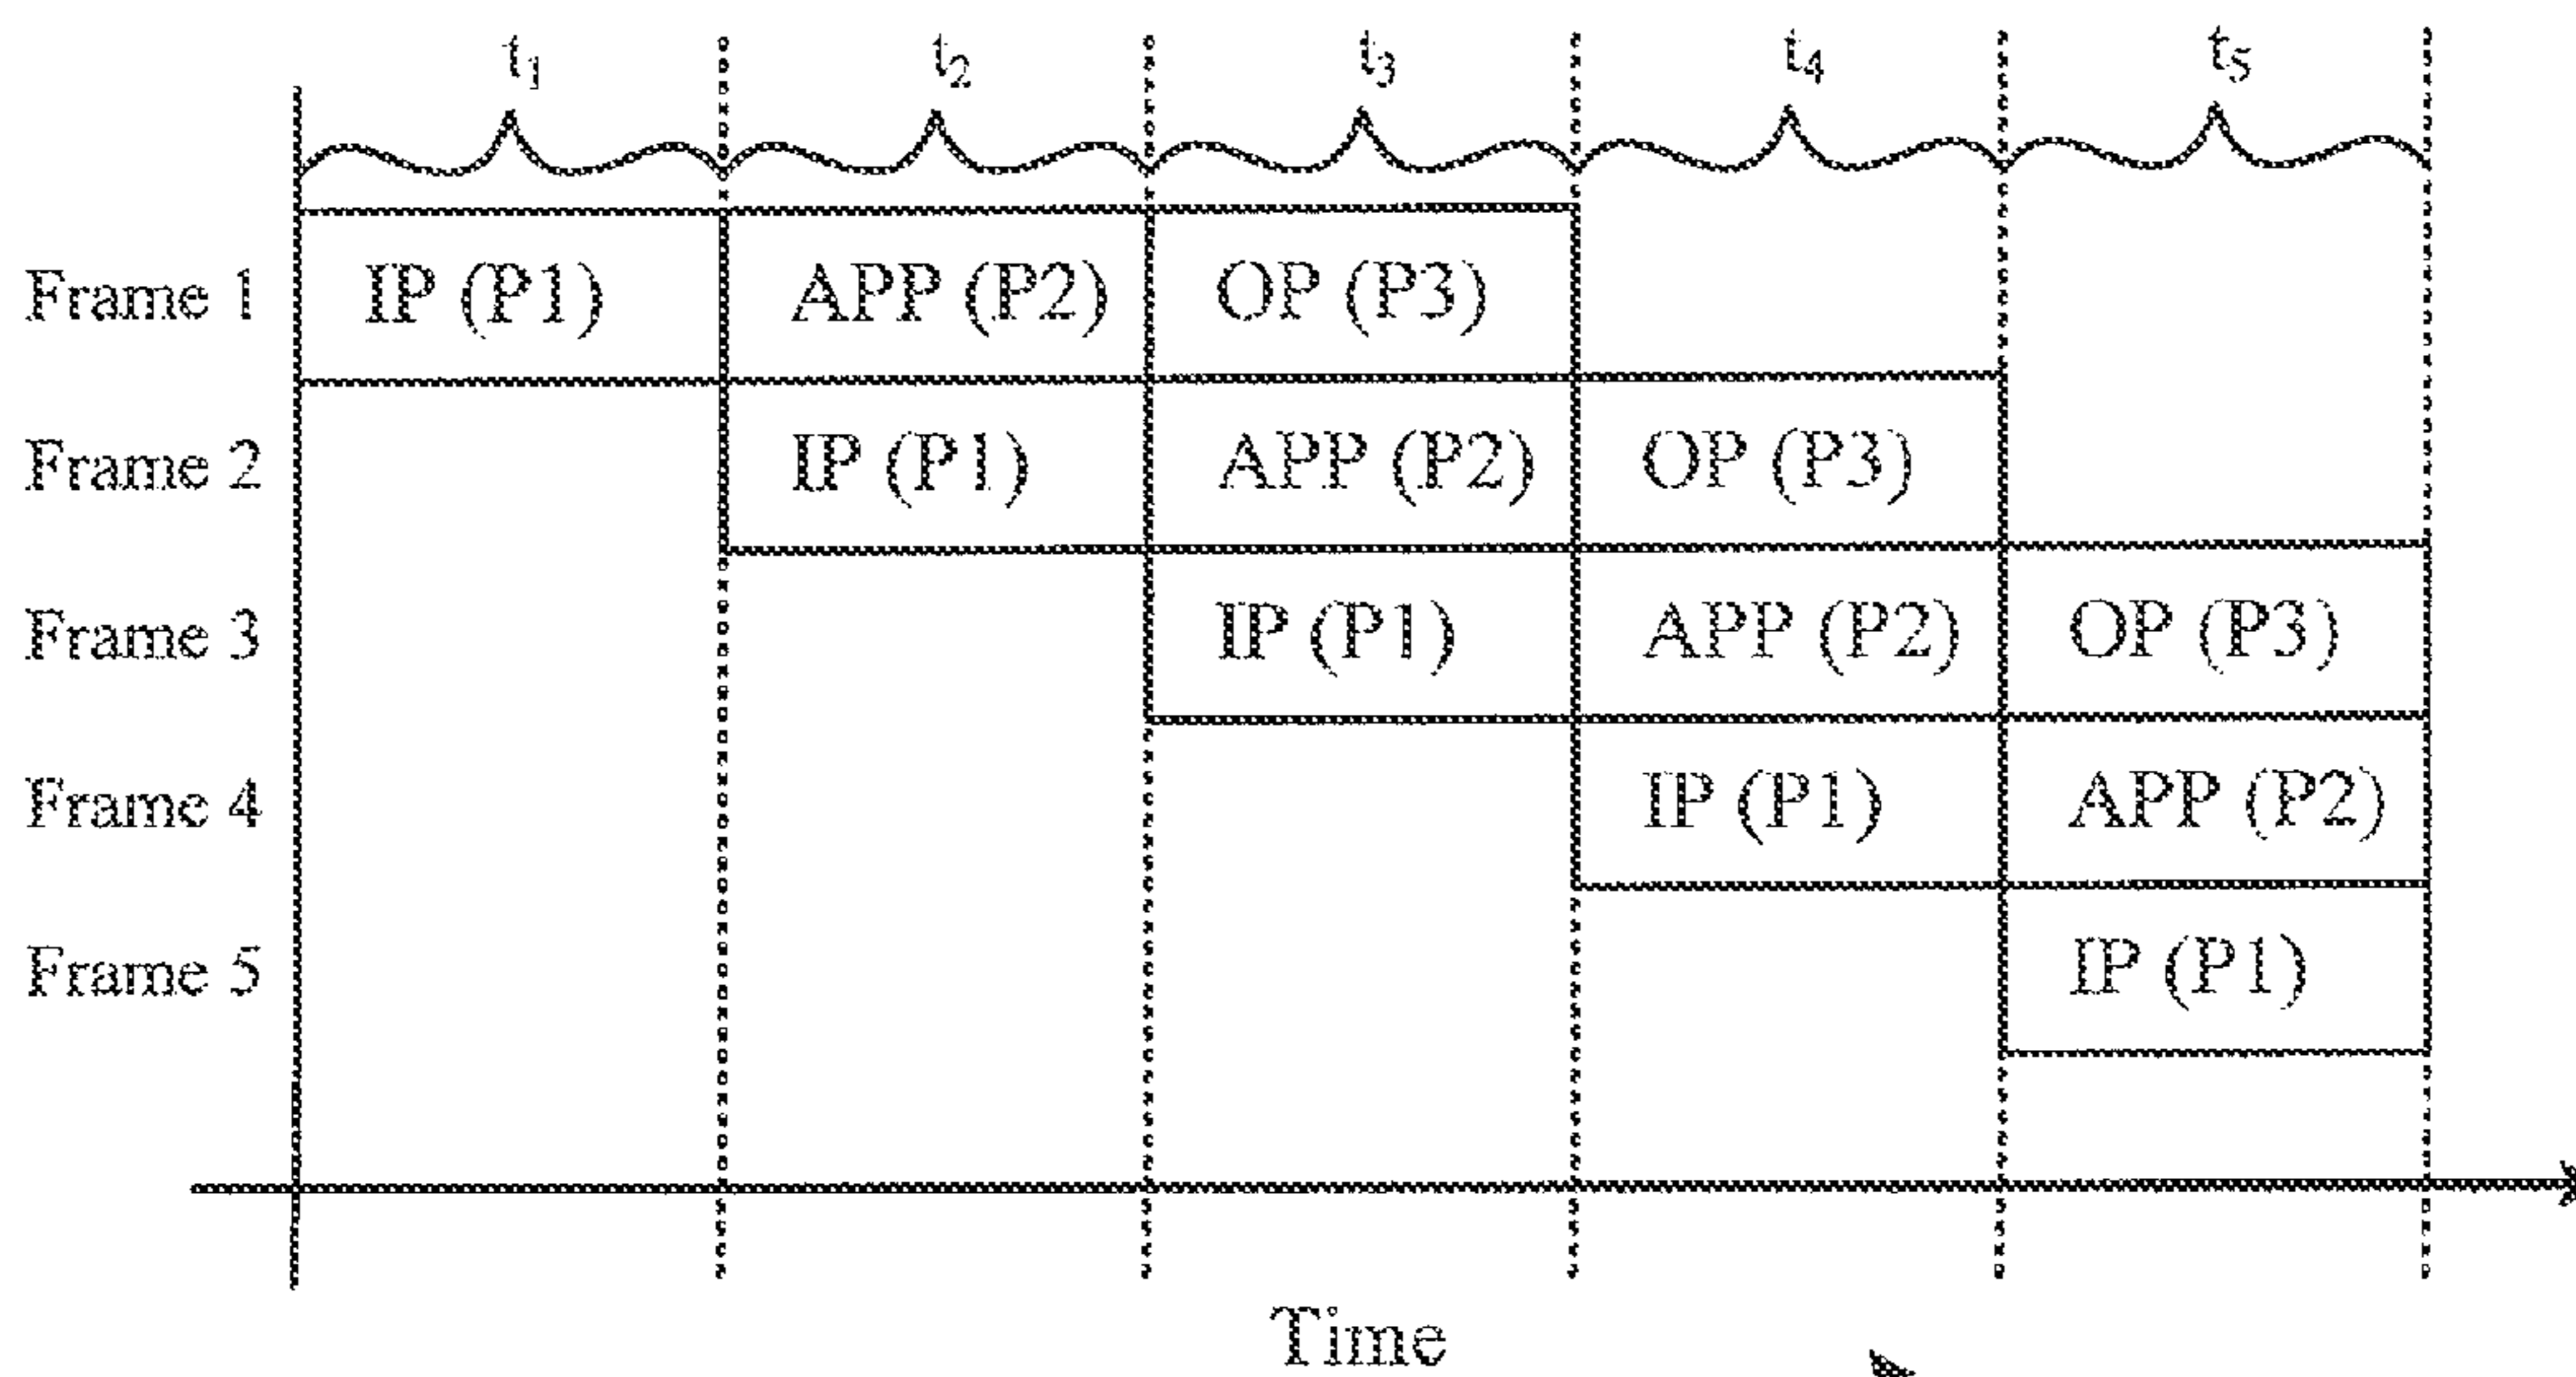 t₁ t₂ t₃ t₄ t₅
Frame 1 IP (P1) APP (P2) OP (P3)
Frame 2 IP (P1) APP (P2) OP (P3)
Frame 3 IP (P1) APP (P2) OP (P3)
Frame 4 IP (P1) APP (P2)
Frame 5 IP (P1)
Time